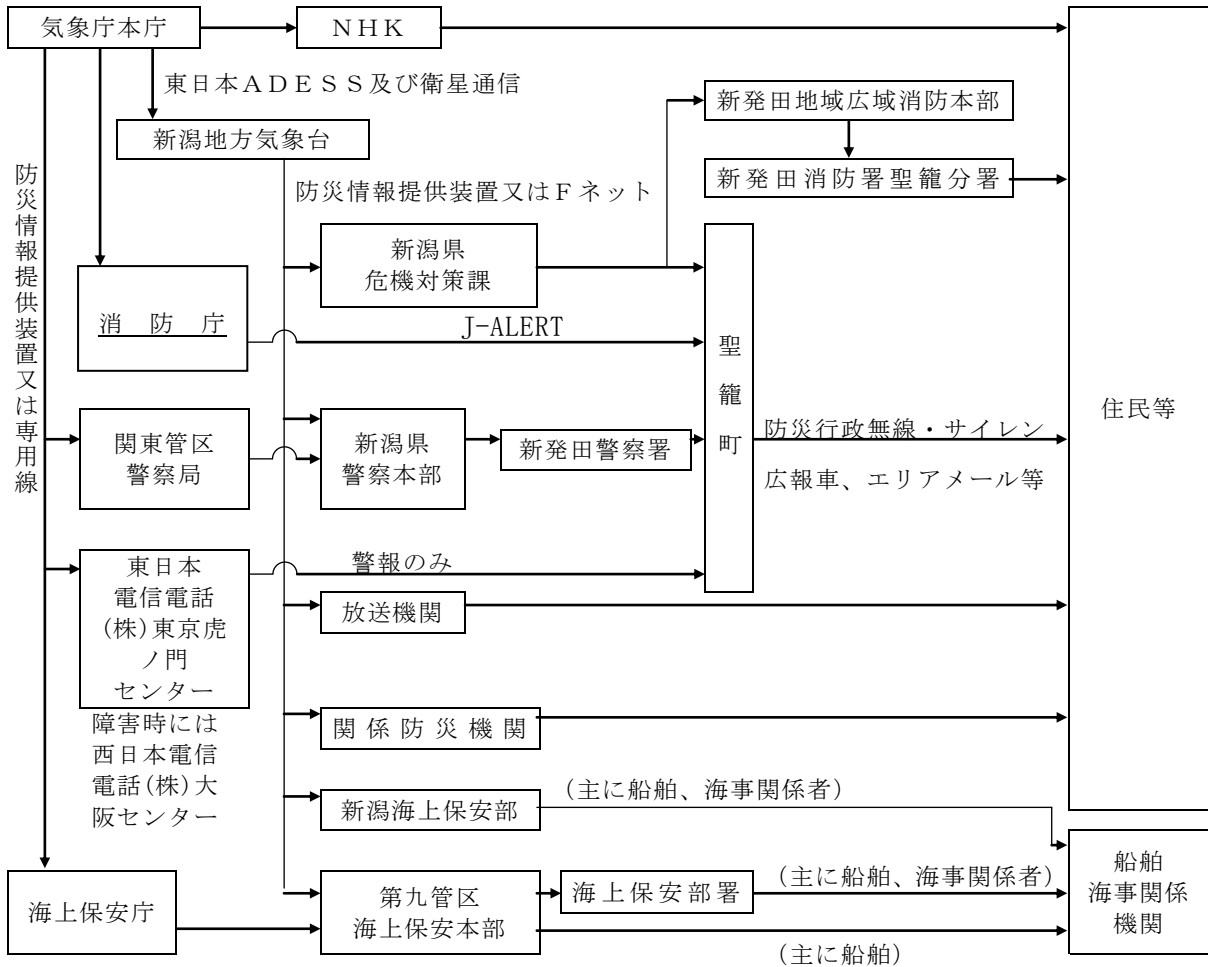 気象庁本庁
NHK
東日本ADESS及び衛星通信
新潟地方気象台
新発田地域広域消防本部
新発田消防署聖籠分署
防災情報提供装置又は専用線
防災情報提供装置又はFネット
新潟県
危機対策課
消 防 庁
J-ALERT
聖籠町
住民等
関東管区
警察局
新潟県
警察本部
新発田警察署
防災行政無線・サイレン
広報車、エリアメール等
東日本
電信電話
(株)東京虎
ノ門
センター
警報のみ
放送機関
障害時には
西日本電信
電話(株)大
阪センター
関係防災機関
新潟海上保安部
(主に船舶、海事関係者)
海上保安庁
第九管区
海上保安本部
海上保安部署
(主に船舶、海事関係者)
(主に船舶)
船舶
海事関係
機関